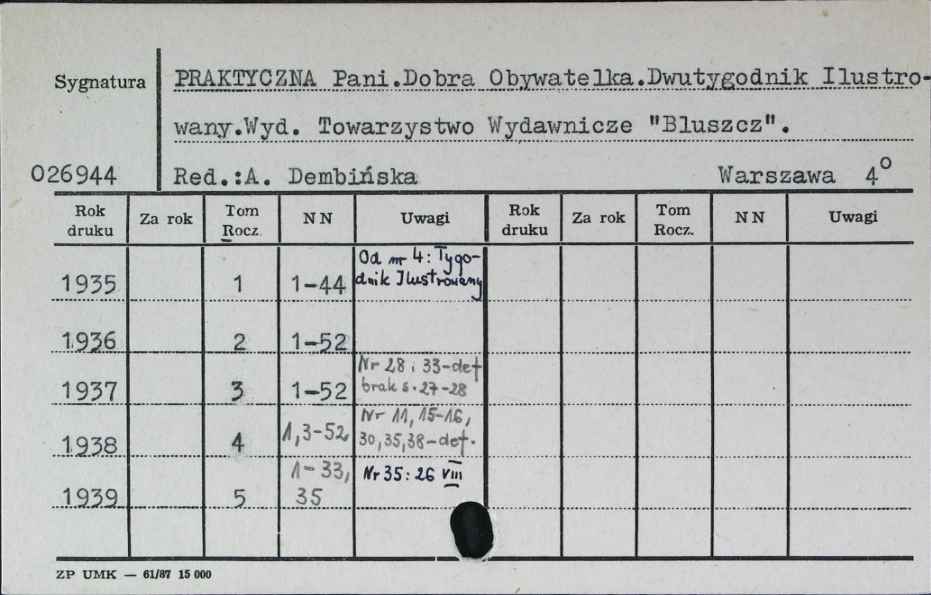 Sygnatura
PRAKTYCZNA Pani.Dobra Obywatelka.Dwutygodnik Ilustro-
wany.Wyd. Towarzystwo Wydawnicze "Bluszcz".
026944 Red.:A. Dembińska Warszawa 4°
Rok druku Za rok Tom Rocz. NN Uwagi Rok druku Za rok Tom Rocz. NN Uwagi
Od nr 4: Tygo-
1935 1 1-44 dnik Ilustrowany
1936 2 1-52
Nr 28 i 33-def
1937 3 1-52 brak s. 27-28
Nr 11, 15-16,
1938 4 1,3-52, 30,35,38-def.
1-33, Nr 35: 26 VIII
1939 5 35
ZP UMK — 61/87 15 000